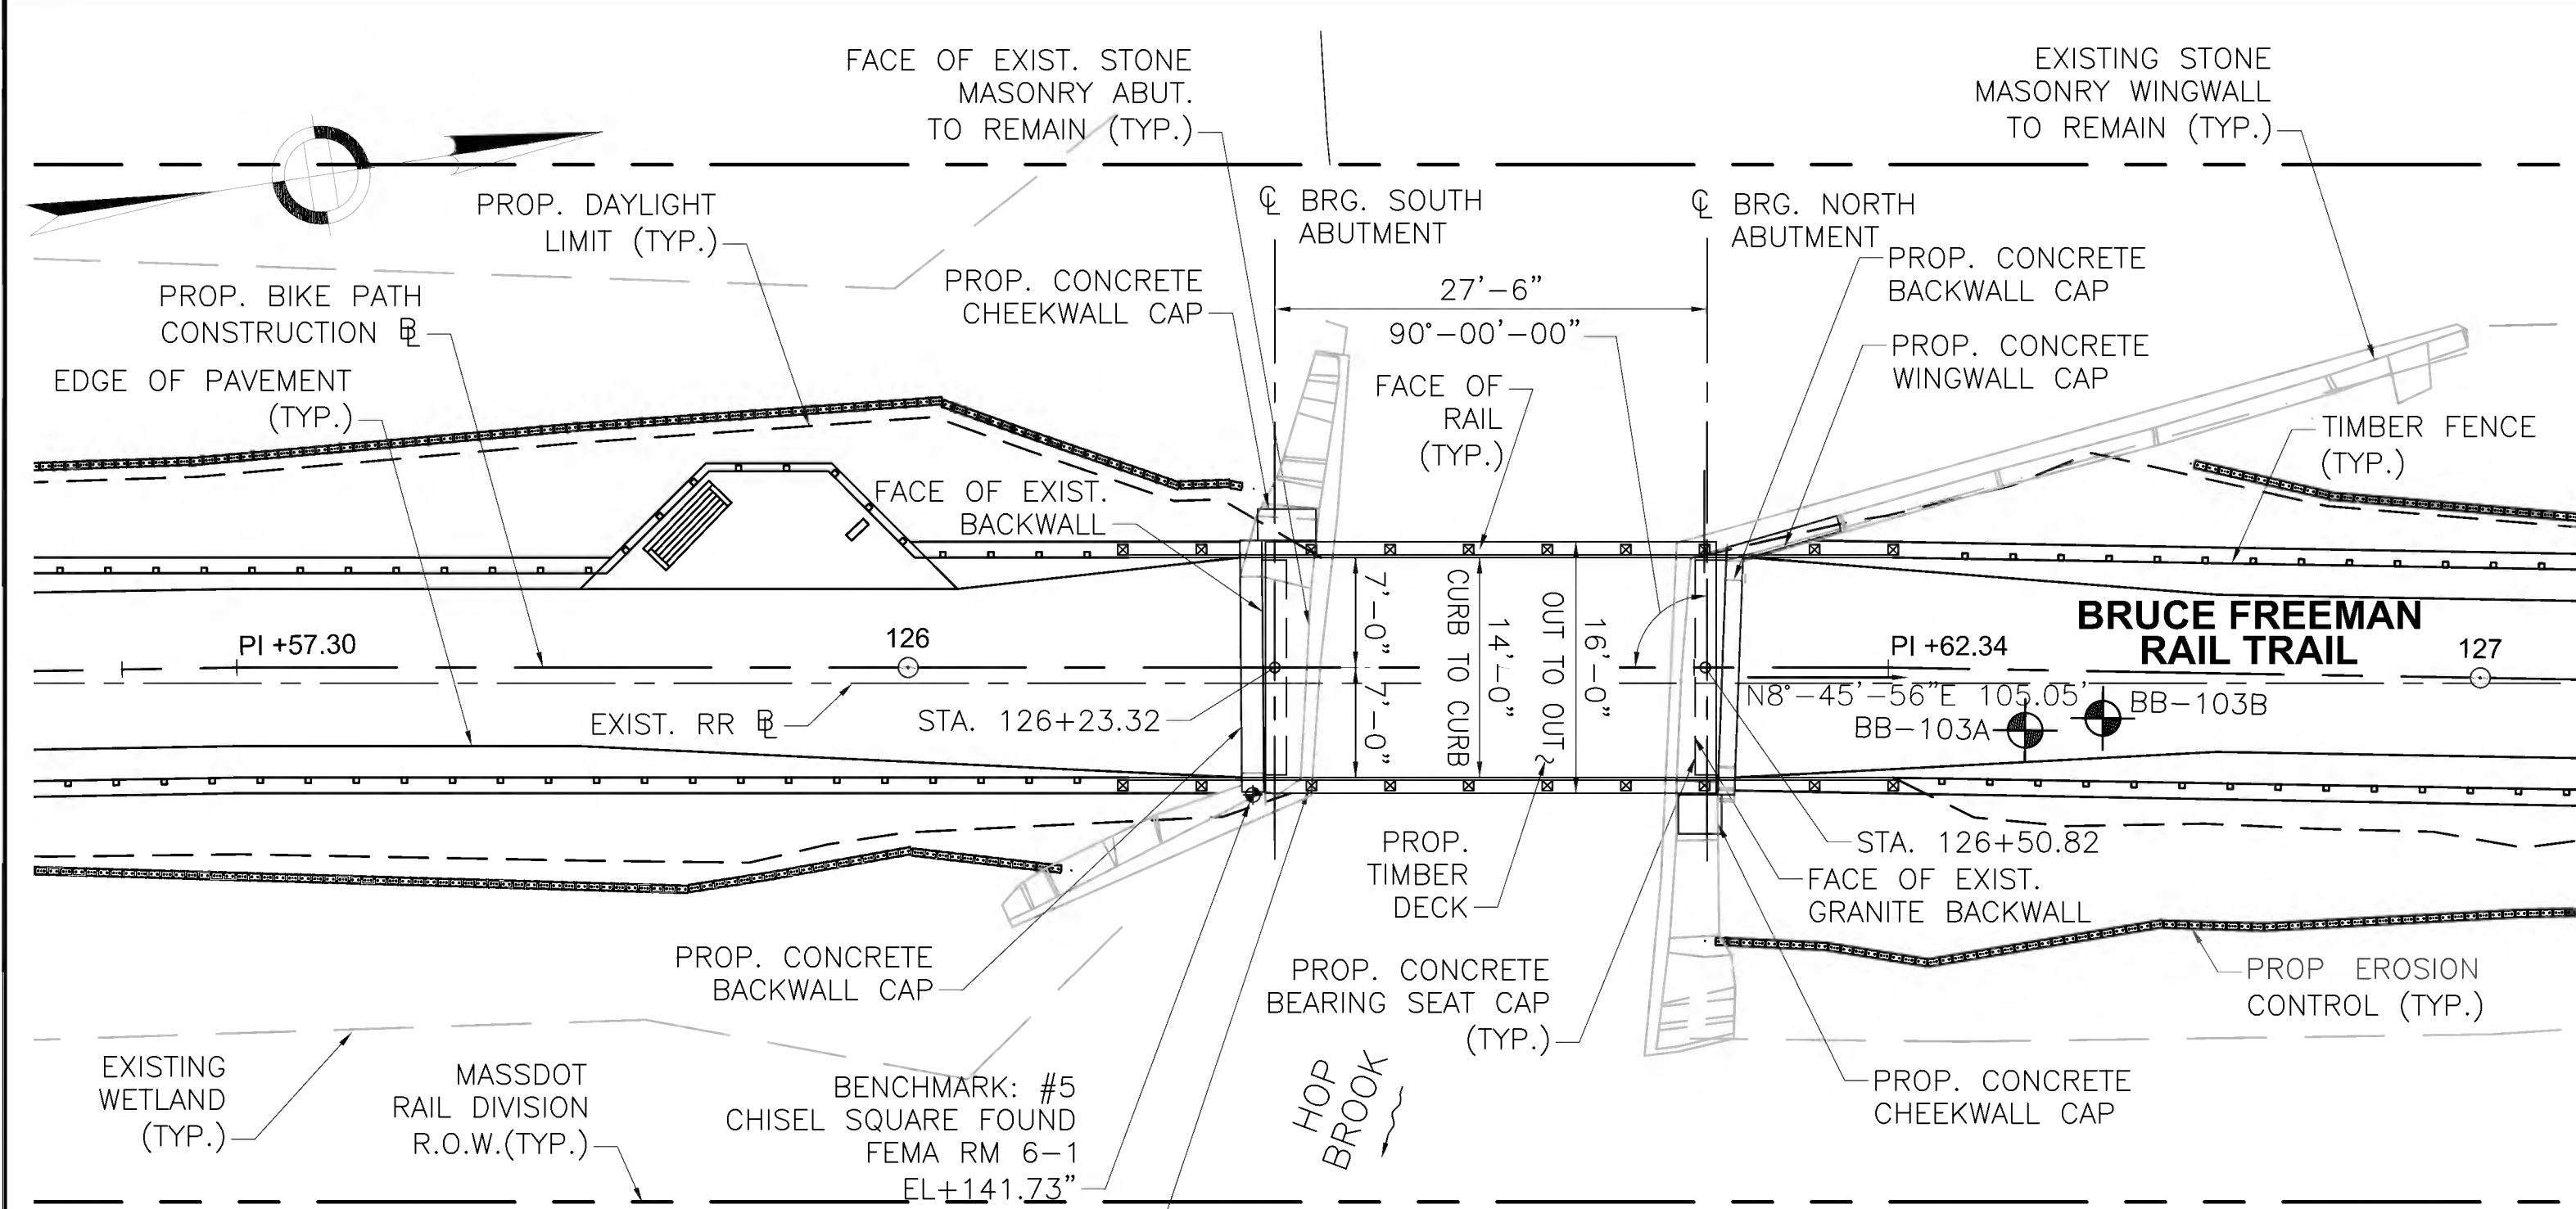 FACE OF EXIST. STONE
MASONRY ABUT.
TO REMAIN (TYP.)
EXISTING STONE
MASONRY WINGWALL
TO REMAIN (TYP.)
PROP. DAYLIGHT
LIMIT (TYP.)
℄ BRG. SOUTH
ABUTMENT
℄ BRG. NORTH
ABUTMENT
PROP. CONCRETE
BACKWALL CAP
PROP. CONCRETE
CHEEKWALL CAP
PROP. BIKE PATH
CONSTRUCTION BL
27'-6"
90°-00'-00"
PROP. CONCRETE
WINGWALL CAP
EDGE OF PAVEMENT
(TYP.)
FACE OF
RAIL
(TYP.)
TIMBER FENCE
(TYP.)
FACE OF EXIST.
BACKWALL
7'-0"
7'-0"
CURB TO CURB
14'-0"
OUT TO OUT
16'-0"
BRUCE FREEMAN
RAIL TRAIL
PI +57.30
126
PI +62.34
127
N8°-45'-56"E 105.05'
BB-103A
BB-103B
EXIST. RR BL
STA. 126+23.32
STA. 126+50.82
PROP.
TIMBER
DECK
FACE OF EXIST.
GRANITE BACKWALL
PROP. CONCRETE
BACKWALL CAP
PROP. CONCRETE
BEARING SEAT CAP
(TYP.)
PROP EROSION
CONTROL (TYP.)
EXISTING
WETLAND
(TYP.)
MASSDOT
RAIL DIVISION
R.O.W.(TYP.)
BENCHMARK: #5
CHISEL SQUARE FOUND
FEMA RM 6-1
EL+141.73"
HOP
BROOK
PROP. CONCRETE
CHEEKWALL CAP